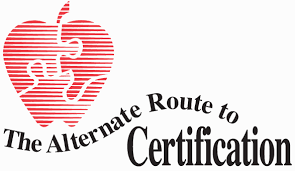 The Alternate Route to
Certification